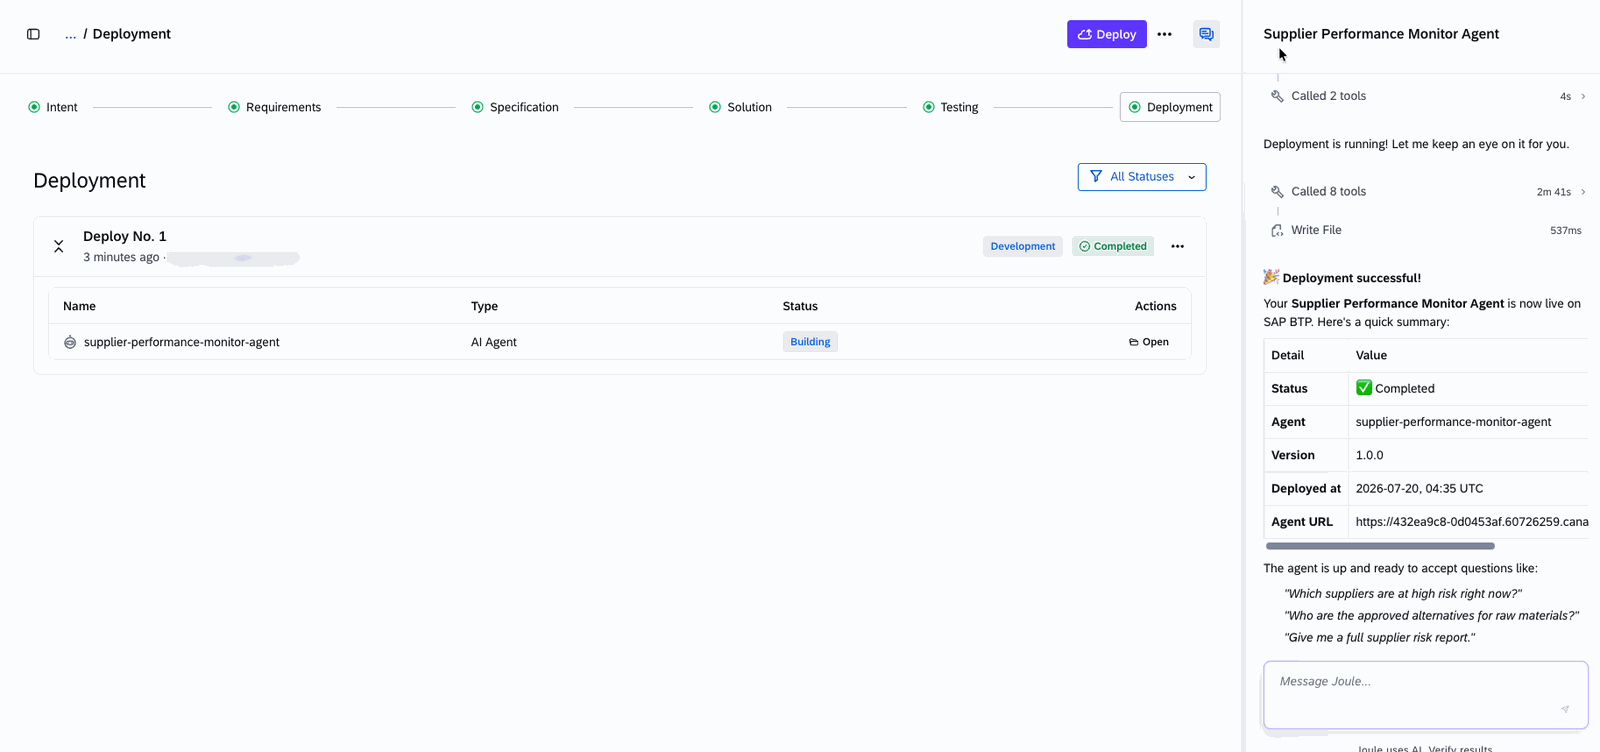 ... / Deployment
Deploy
Intent
Requirements
Specification
Solution
Testing
Deployment
Deployment
All Statuses
Deploy No. 1
3 minutes ago ·
Development
Completed
Name Type Status Actions
supplier-performance-monitor-agent AI Agent Building Open
Supplier Performance Monitor Agent
Called 2 tools 4s
Deployment is running! Let me keep an eye on it for you.
Called 8 tools 2m 41s
Write File 537ms
🎉 Deployment successful!
Your Supplier Performance Monitor Agent is now live on
SAP BTP. Here's a quick summary:
Detail Value
Status ✅ Completed
Agent supplier-performance-monitor-agent
Version 1.0.0
Deployed at 2026-07-20, 04:35 UTC
Agent URL https://432ea9c8-0d0453af.60726259.cana
The agent is up and ready to accept questions like:
"Which suppliers are at high risk right now?"
"Who are the approved alternatives for raw materials?"
"Give me a full supplier risk report."
Message Joule...
Joule uses AI. Verify results.